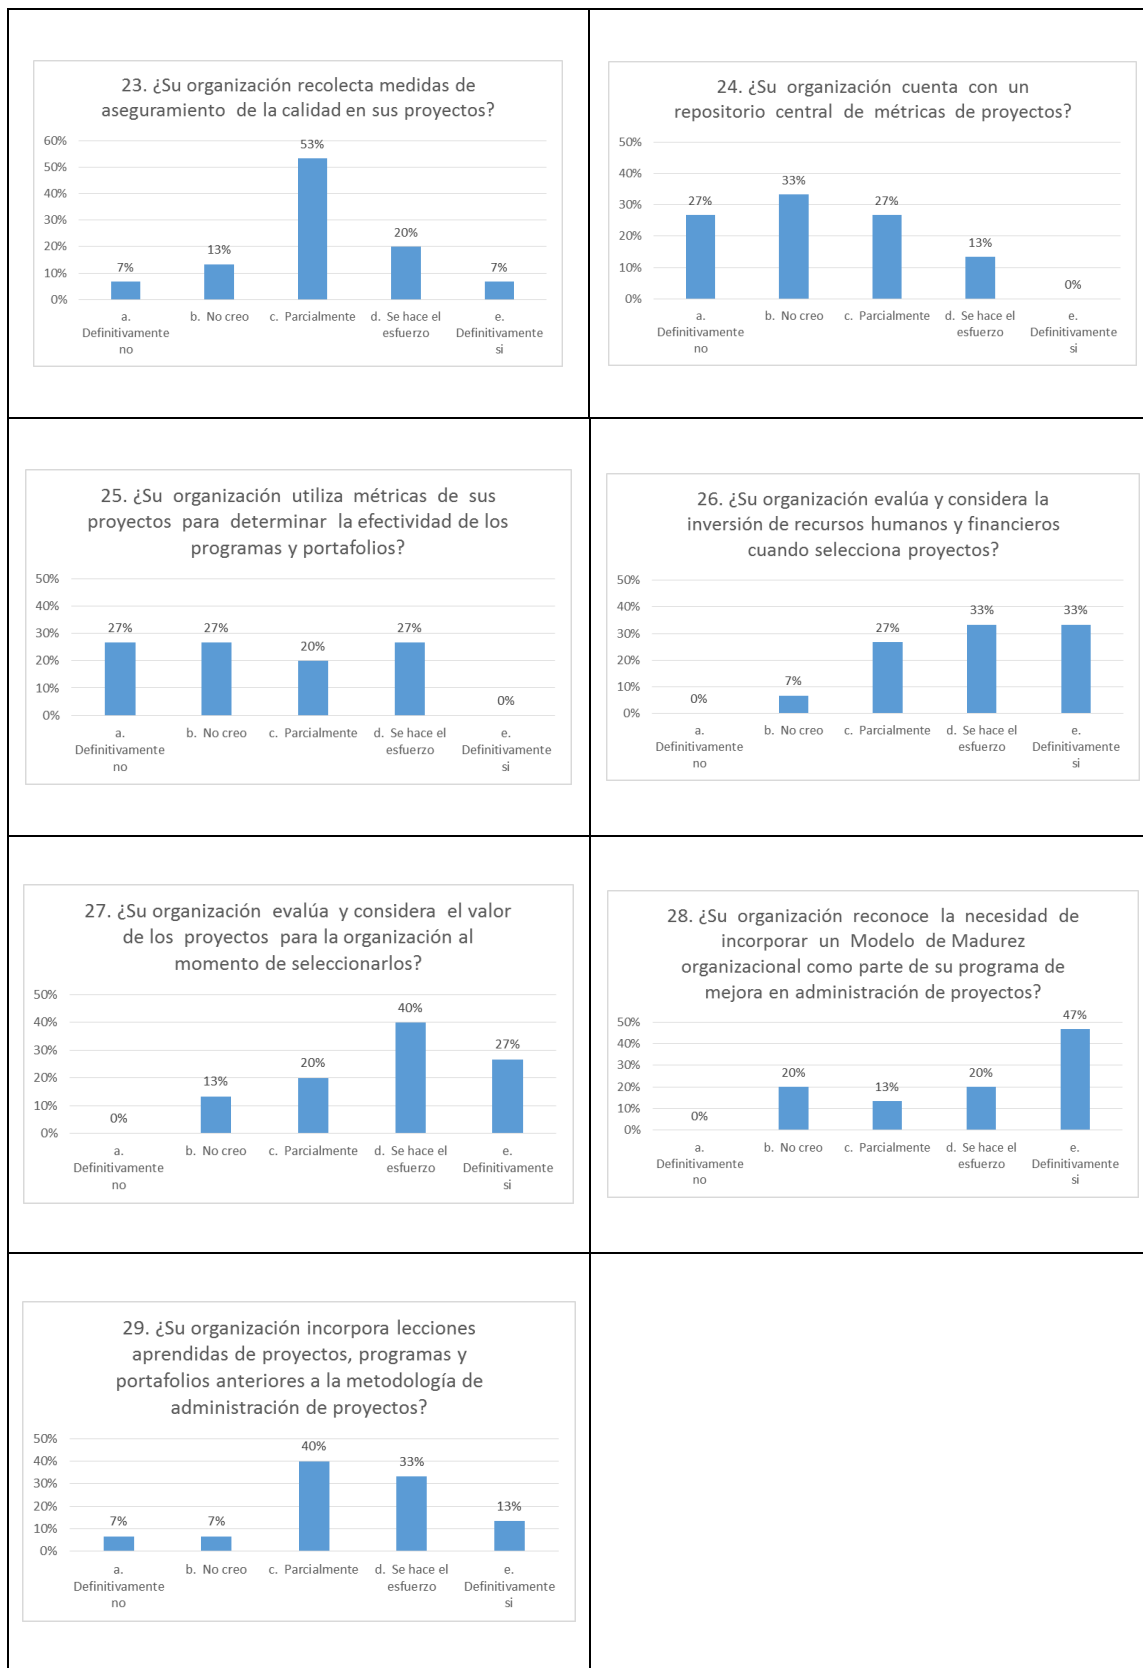 23. ¿Su organización recolecta medidas de
aseguramiento de la calidad en sus proyectos?
60%
50%
40%
30%
20%
10%
0%
7%
13%
53%
20%
7%
a.
Definitivamente
no
b. No creo
c. Parcialmente
d. Se hace el
esfuerzo
e.
Definitivamente
si
24. ¿Su organización cuenta con un
repositorio central de métricas de proyectos?
50%
40%
30%
20%
10%
0%
27%
33%
27%
13%
0%
a.
Definitivamente
no
b. No creo
c. Parcialmente
d. Se hace el
esfuerzo
e.
Definitivamente
si
25. ¿Su organización utiliza métricas de sus
proyectos para determinar la efectividad de los
programas y portafolios?
50%
40%
30%
20%
10%
0%
27%
27%
20%
27%
0%
a.
Definitivamente
no
b. No creo
c. Parcialmente
d. Se hace el
esfuerzo
e.
Definitivamente
si
26. ¿Su organización evalúa y considera la
inversión de recursos humanos y financieros
cuando selecciona proyectos?
50%
40%
30%
20%
10%
0%
0%
7%
27%
33%
33%
a.
Definitivamente
no
b. No creo
c. Parcialmente
d. Se hace el
esfuerzo
e.
Definitivamente
si
27. ¿Su organización evalúa y considera el valor
de los proyectos para la organización al
momento de seleccionarlos?
50%
40%
30%
20%
10%
0%
0%
13%
20%
40%
27%
a.
Definitivamente
no
b. No creo
c. Parcialmente
d. Se hace el
esfuerzo
e.
Definitivamente
si
28. ¿Su organización reconoce la necesidad de
incorporar un Modelo de Madurez
organizacional como parte de su programa de
mejora en administración de proyectos?
50%
40%
30%
20%
10%
0%
0%
20%
13%
20%
47%
a.
Definitivamente
no
b. No creo
c. Parcialmente
d. Se hace el
esfuerzo
e.
Definitivamente
si
29. ¿Su organización incorpora lecciones
aprendidas de proyectos, programas y
portafolios anteriores a la metodología de
administración de proyectos?
50%
40%
30%
20%
10%
0%
7%
7%
40%
33%
13%
a.
Definitivamente
no
b. No creo
c. Parcialmente
d. Se hace el
esfuerzo
e.
Definitivamente
si